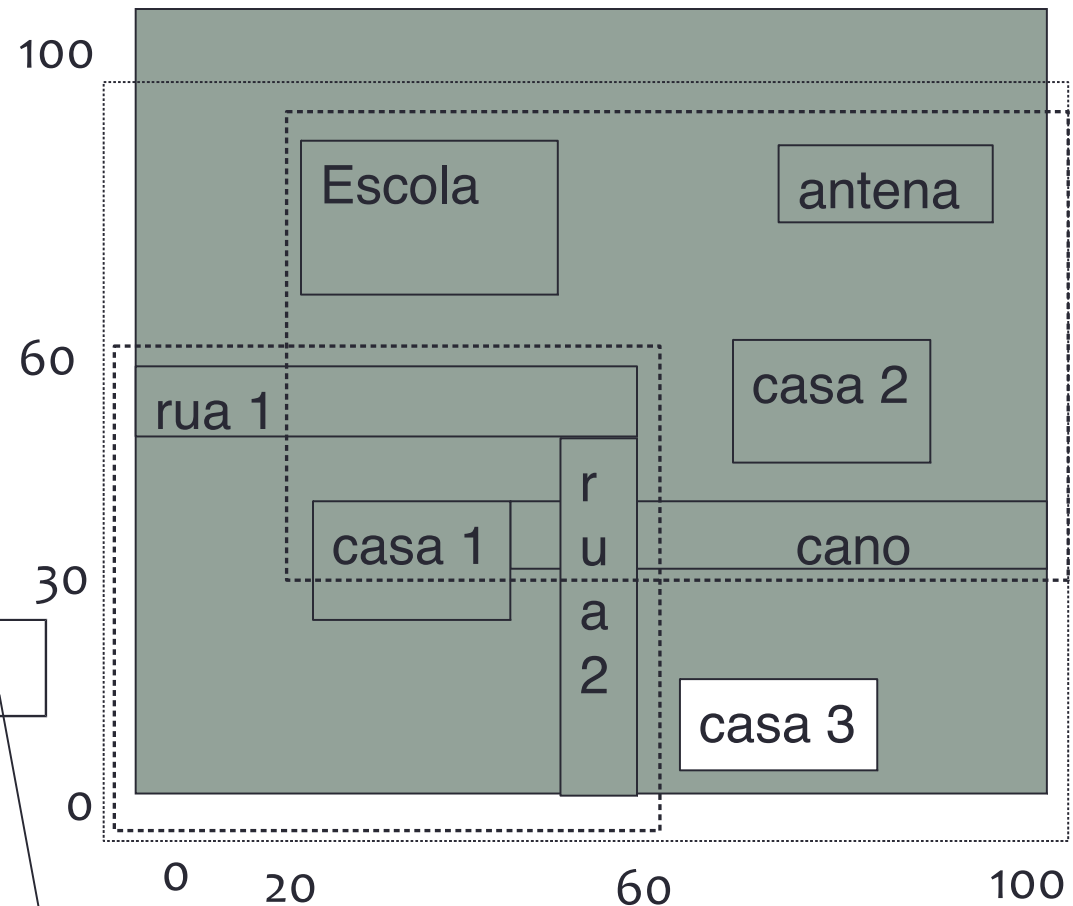 100
Escola
antena
60
casa 2
rua 1
r
u
a
2
casa 1
cano
30
casa 3
0
0 20 60 100